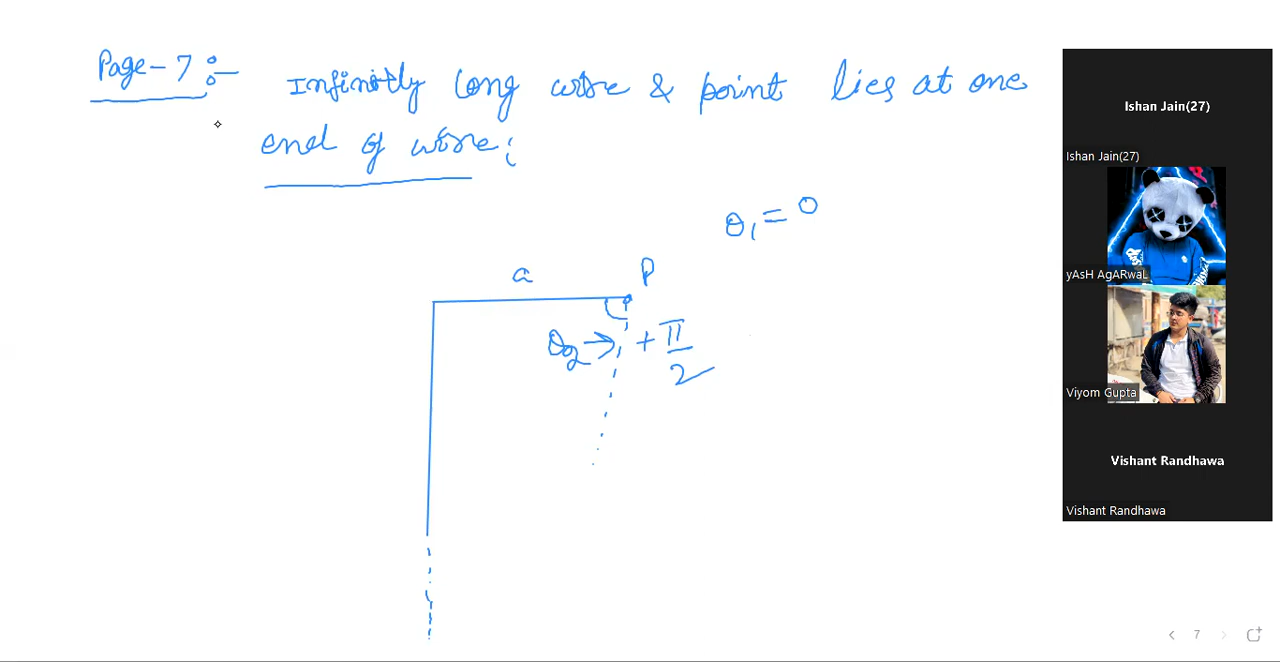 Page-7 :- Infinitly long wire & point lies at one
end of wire:
θ₁ = 0
a
P
θ₂ → + π/2
Ishan Jain(27)
Ishan Jain(27)
yAsH AgARwaL
Viyom Gupta
Vishant Randhawa
Vishant Randhawa
7